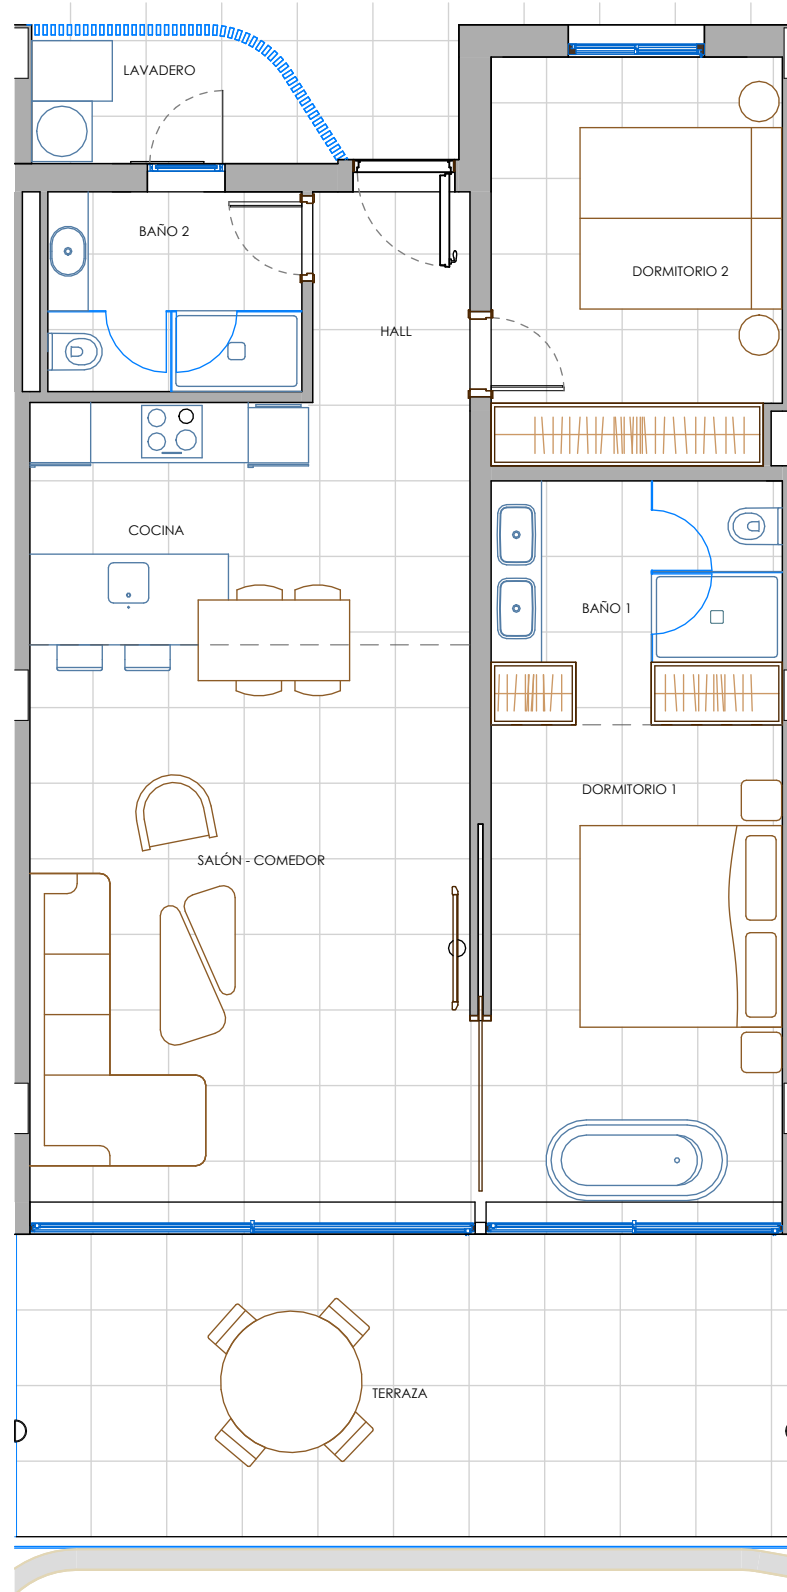 LAVADERO
BAÑO 2
DORMITORIO 2
HALL
COCINA
BAÑO 1
DORMITORIO 1
SALÓN - COMEDOR
TERRAZA